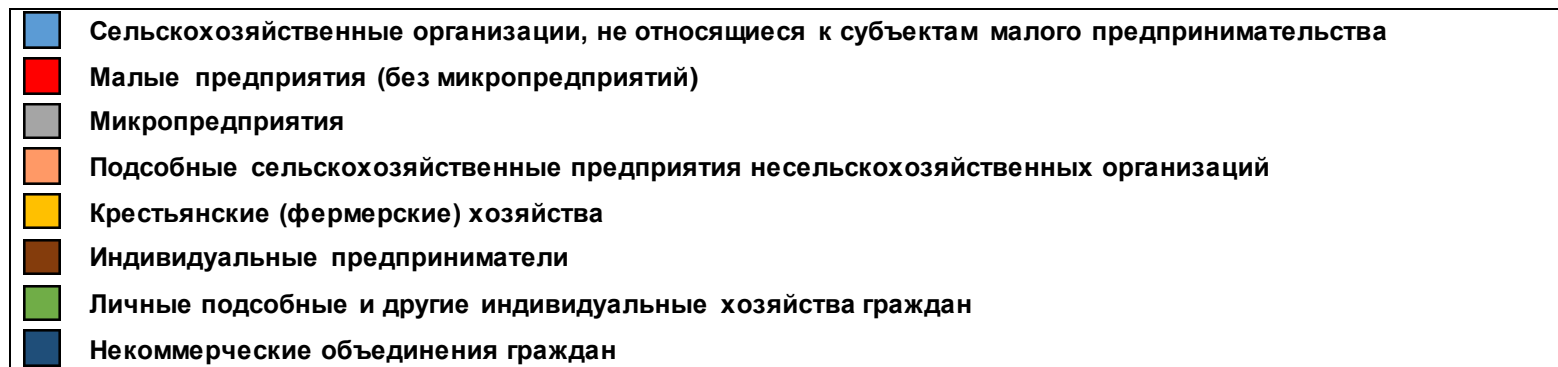 Сельскохозяйственные организации, не относящиеся к субъектам малого предпринимательства
Малые предприятия (без микропредприятий)
Микропредприятия
Подсобные сельскохозяйственные предприятия несельскохозяйственных организаций
Крестьянские (фермерские) хозяйства
Индивидуальные предприниматели
Личные подсобные и другие индивидуальные хозяйства граждан
Некоммерческие объединения граждан